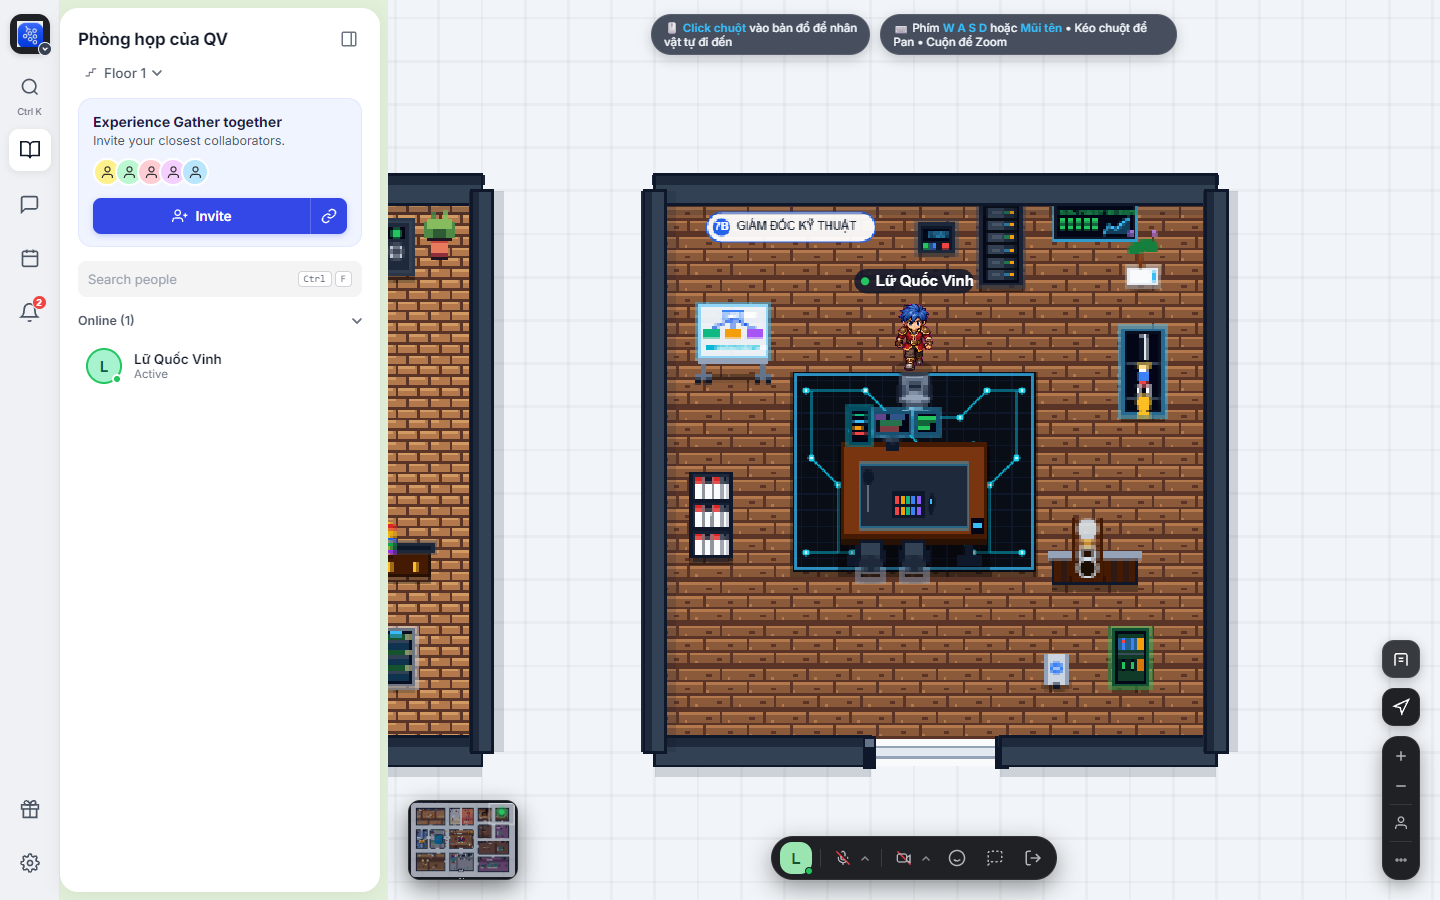 Phòng họp của QV
Floor 1
Ctrl K
Experience Gather together
Invite your closest collaborators.
Invite
Search people
Ctrl F
2
Online (1)
L
Lữ Quốc Vinh
Active
Click chuột vào bản đồ để nhân
vật tự đi đến
Phím W A S D hoặc Mũi tên • Kéo chuột để
Pan • Cuộn để Zoom
7B GIÁM ĐỐC KỸ THUẬT
Lữ Quốc Vinh
L